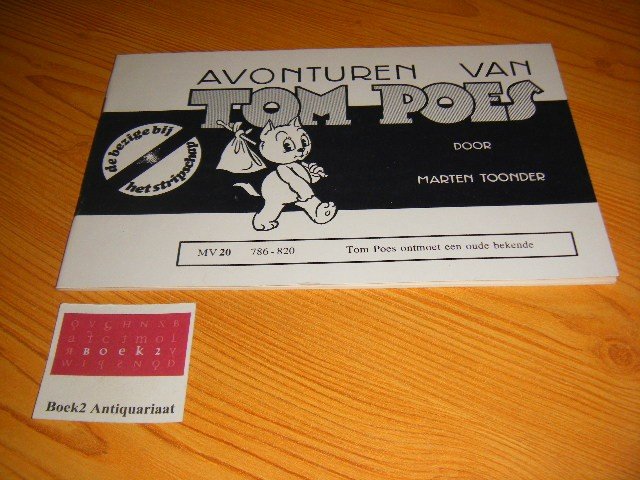 AVONTUREN VAN
TOM POES
DOOR
MARTEN TOONDER
de bezige bij
het stripschap
MV 20 786 - 820 Tom Poes ontmoet een oude bekende
BOEK2
Boek2 Antiquariaat